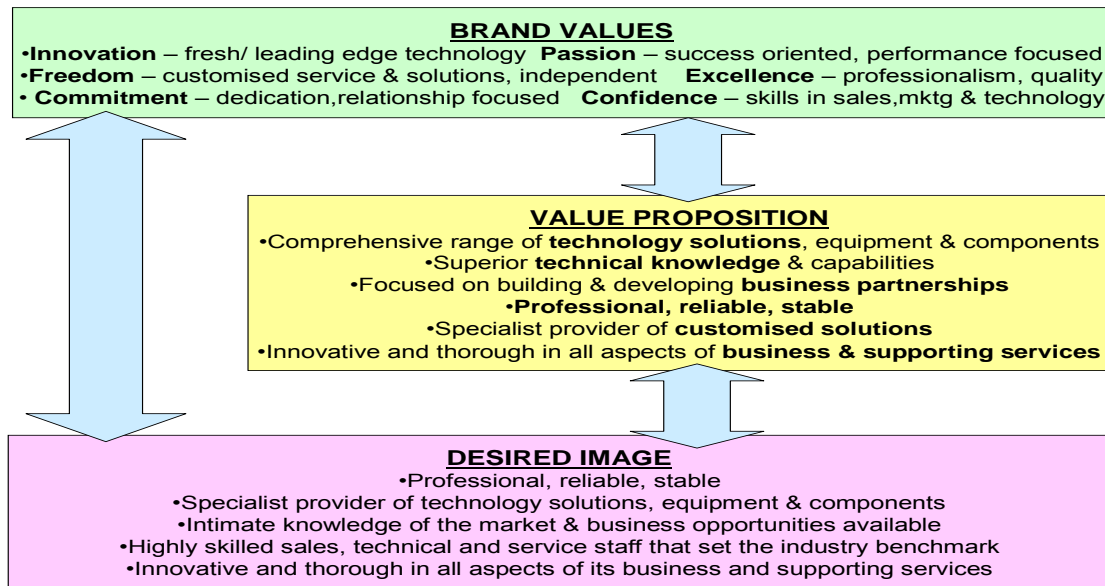 BRAND VALUES
•Innovation – fresh/ leading edge technology Passion – success oriented, performance focused
•Freedom – customised service & solutions, independent Excellence – professionalism, quality
• Commitment – dedication,relationship focused Confidence – skills in sales,mktg & technology
VALUE PROPOSITION
•Comprehensive range of technology solutions, equipment & components
•Superior technical knowledge & capabilities
•Focused on building & developing business partnerships
•Professional, reliable, stable
•Specialist provider of customised solutions
•Innovative and thorough in all aspects of business & supporting services
DESIRED IMAGE
•Professional, reliable, stable
•Specialist provider of technology solutions, equipment & components
•Intimate knowledge of the market & business opportunities available
•Highly skilled sales, technical and service staff that set the industry benchmark
•Innovative and thorough in all aspects of its business and supporting services